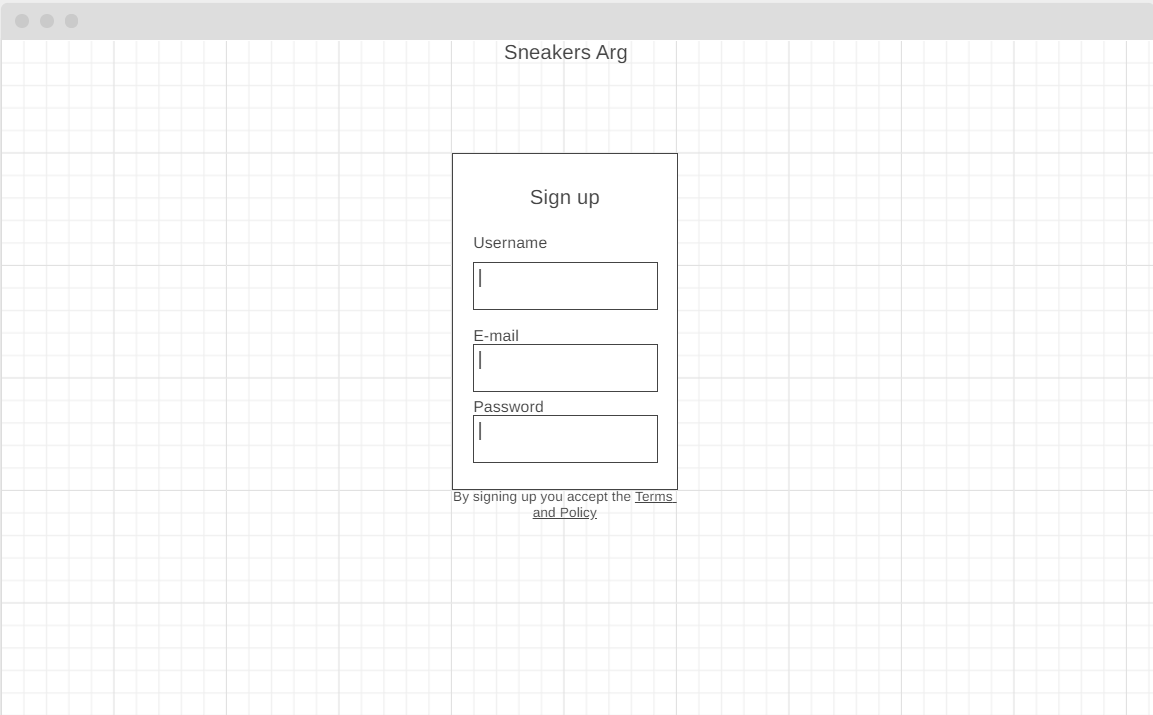 Sneakers Arg
Sign up
Username
E-mail
Password
By signing up you accept the Terms
and Policy